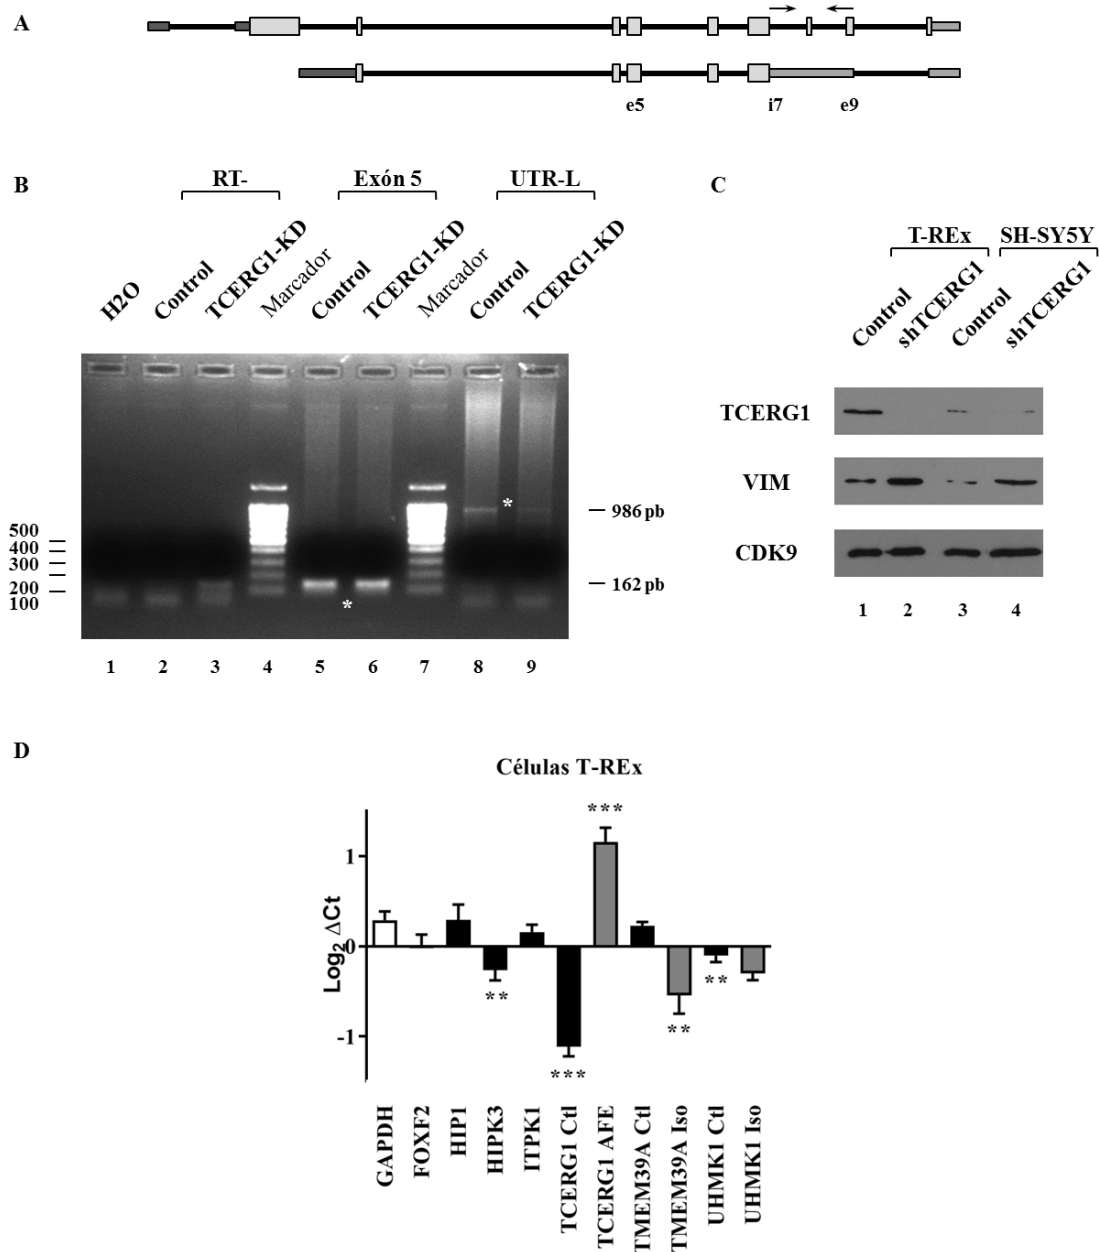 A
e5 i7 e9
B
RT- Exón 5 UTR-L
H2O Control TCERG1-KD Marcador Control TCERG1-KD Marcador Control TCERG1-KD
500
400
300
200
100
*
*
986 pb
162 pb
1 2 3 4 5 6 7 8 9
C
T-REx SH-SY5Y
Control shTCERG1 Control shTCERG1
TCERG1
VIM
CDK9
1 2 3 4
D
Células T-REx
Log2 ΔCt
1
0
-1
***
**
***
**
**
GAPDH
FOXF2
HIP1
HIPK3
ITPK1
TCERG1 Ctl
TCERG1 AFE
TMEM39A Ctl
TMEM39A Iso
UHMK1 Ctl
UHMK1 Iso